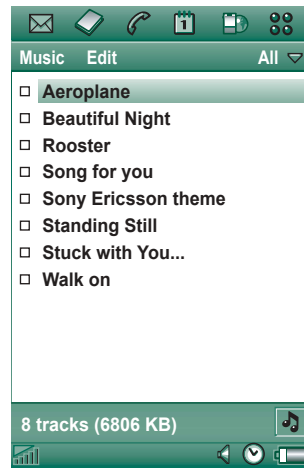 1
Music Edit All
Aeroplane
Beautiful Night
Rooster
Song for you
Sony Ericsson theme
Standing Still
Stuck with You...
Walk on
8 tracks (6806 KB)